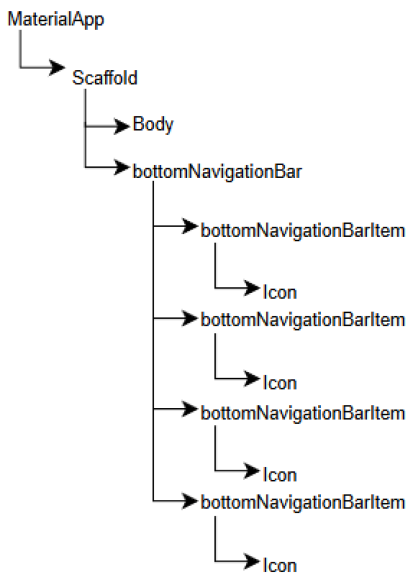 MaterialApp
Scaffold
Body
bottomNavigationBar
bottomNavigationBarItem
Icon
bottomNavigationBarItem
Icon
bottomNavigationBarItem
Icon
bottomNavigationBarItem
Icon